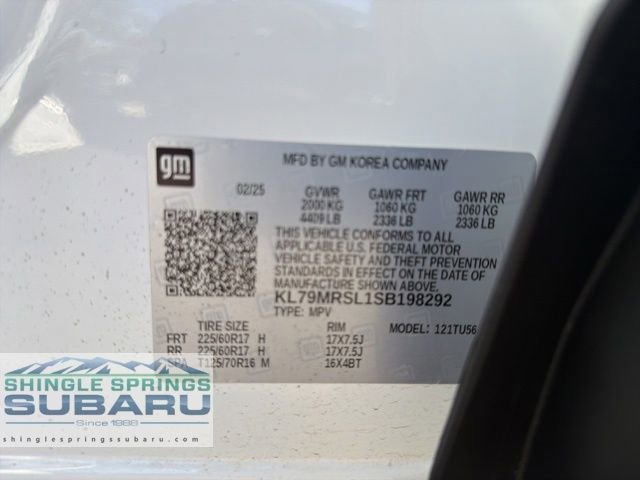 gm
MFD BY GM KOREA COMPANY
02/25 GVWR GAWR FRT GAWR RR
2000 KG 1060 KG 1060 KG
4409 LB 2336 LB 2336 LB
THIS VEHICLE CONFORMS TO ALL
APPLICABLE U.S. FEDERAL MOTOR
VEHICLE SAFETY AND THEFT PREVENTION
STANDARDS IN EFFECT ON THE DATE
OF MANUFACTURE SHOWN ABOVE.
KL79MRSL1SB198292
TYPE: MPV
TIRE SIZE RIM MODEL: 121TU56
FRT 225/60R17 H 17X7.5J
RR 225/60R17 H 17X7.5J
SPA T125/70R16 M 16X4BT
SHINGLE SPRINGS
SUBARU
Since 1988
shinglespringssubaru.com